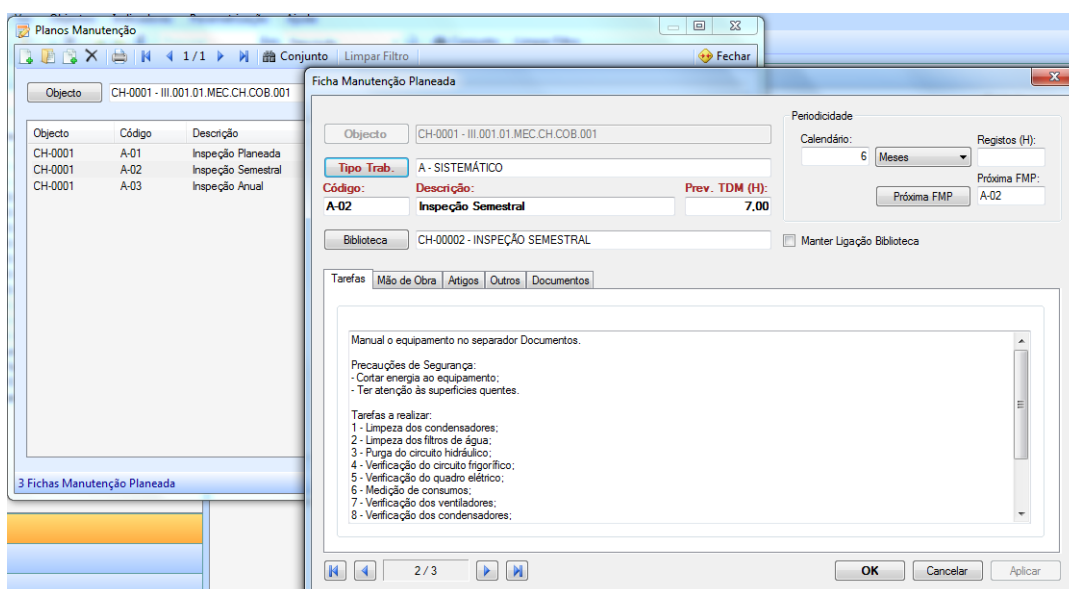 Planos Manutenção
1 / 1
Conjunto
Limpar Filtro
Fechar
Objecto
CH-0001 - III.001.01.MEC.CH.COB.001
Objecto Código Descrição
CH-0001 A-01 Inspeção Planeada
CH-0001 A-02 Inspeção Semestral
CH-0001 A-03 Inspeção Anual
3 Fichas Manutenção Planeada
Ficha Manutenção Planeada
Objecto
CH-0001 - III.001.01.MEC.CH.COB.001
Tipo Trab.
A - SISTEMÁTICO
Código: Descrição: Prev. TDM (H):
A-02 Inspeção Semestral 7,00
Biblioteca
CH-00002 - INSPEÇÃO SEMESTRAL
Periodicidade
Calendário: Registos (H):
6 Meses
Próxima FMP:
Próxima FMP A-02
Manter Ligação Biblioteca
Tarefas Mão de Obra Artigos Outros Documentos
Manual o equipamento no separador Documentos.
Precauções de Segurança:
- Cortar energia ao equipamento;
- Ter atenção às superfícies quentes.
Tarefas a realizar:
1 - Limpeza dos condensadores;
2 - Limpeza dos filtros de água;
3 - Purga do circuito hidráulico;
4 - Verificação do circuito frigorífico;
5 - Verificação do quadro elétrico;
6 - Medição de consumos;
7 - Verificação dos ventiladores;
8 - Verificação dos condensadores;
2 / 3
OK Cancelar Aplicar